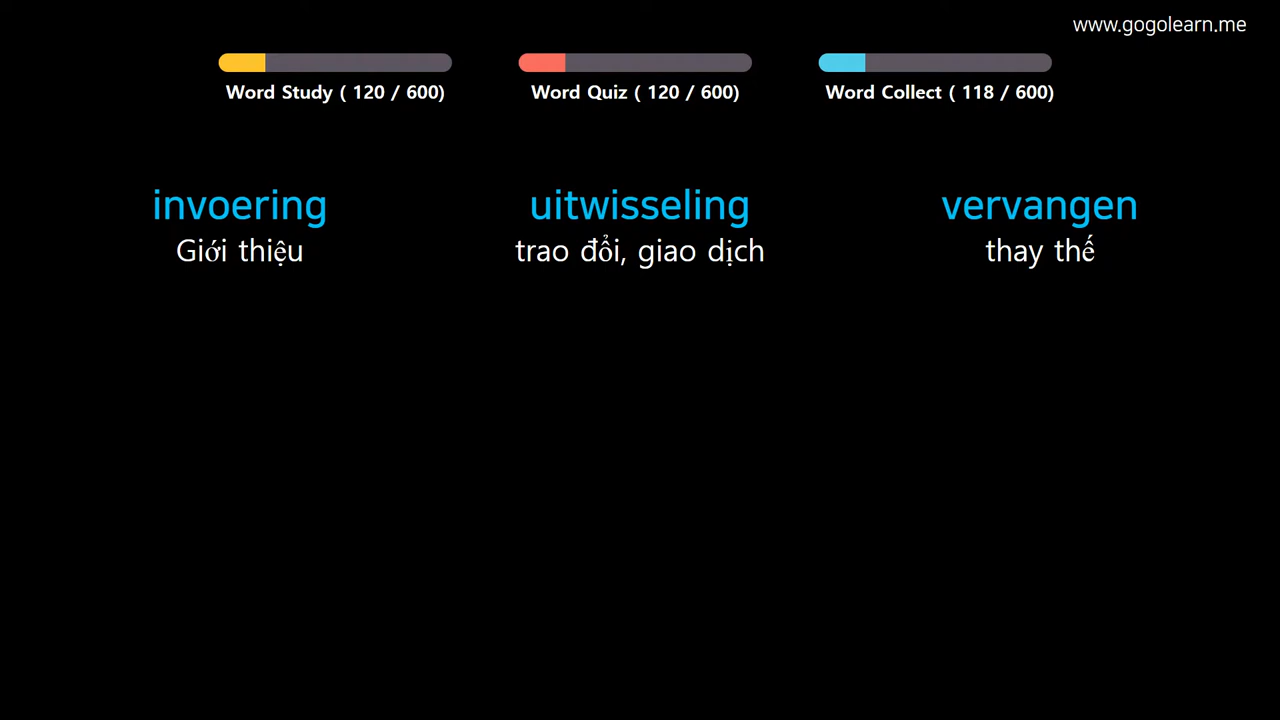 www.gogolearn.me
Word Study ( 120 / 600)
Word Quiz ( 120 / 600)
Word Collect ( 118 / 600)
invoering
Giới thiệu
uitwisseling
trao đổi, giao dịch
vervangen
thay thế